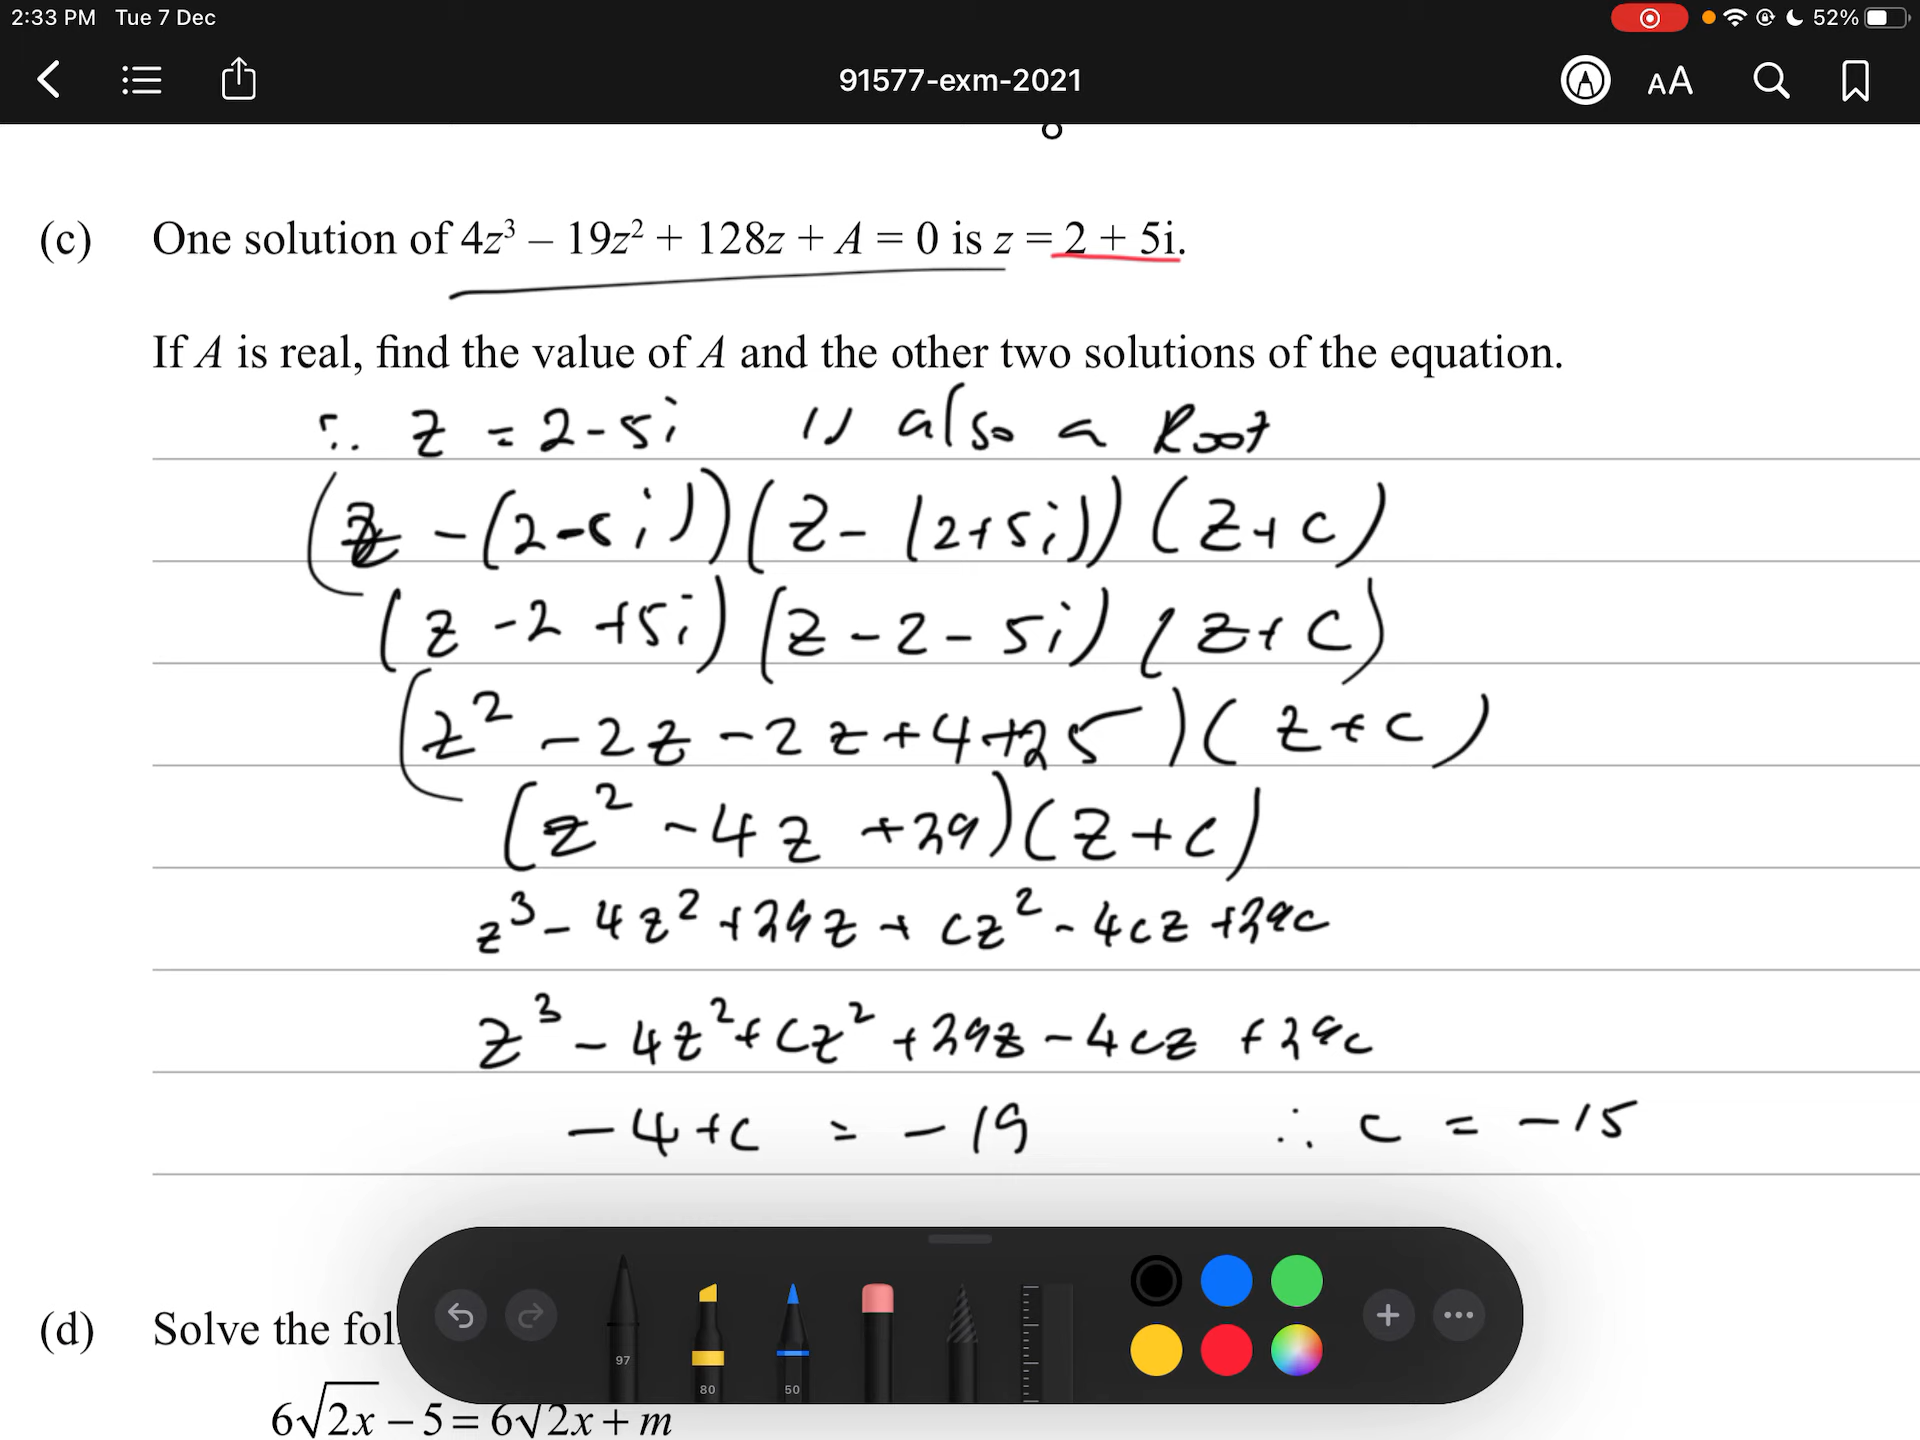 2:33 PM Tue 7 Dec 52%
91577-exm-2021
AA
8
(c) One solution of 4z³ – 19z² + 128z + A = 0 is z = 2 + 5i.
If A is real, find the value of A and the other two solutions of the equation.
∴ z = 2-5i is also a Root
(z -(2-5i))(z- (2+5i))(z+c)
(z -2 +5i)(z-2-5i)(z+c)
(z² -2z-2z+4+25)(z+c)
(z² -4z +29)(z+c)
z³- 4z²+29z + cz²-4cz +29c
z³ - 4z²+cz² +29z -4cz +29c
-4+c = -19 ∴ c = -15
(d) Solve the fol
97
80
50
6√2x – 5 = 6√2x + m